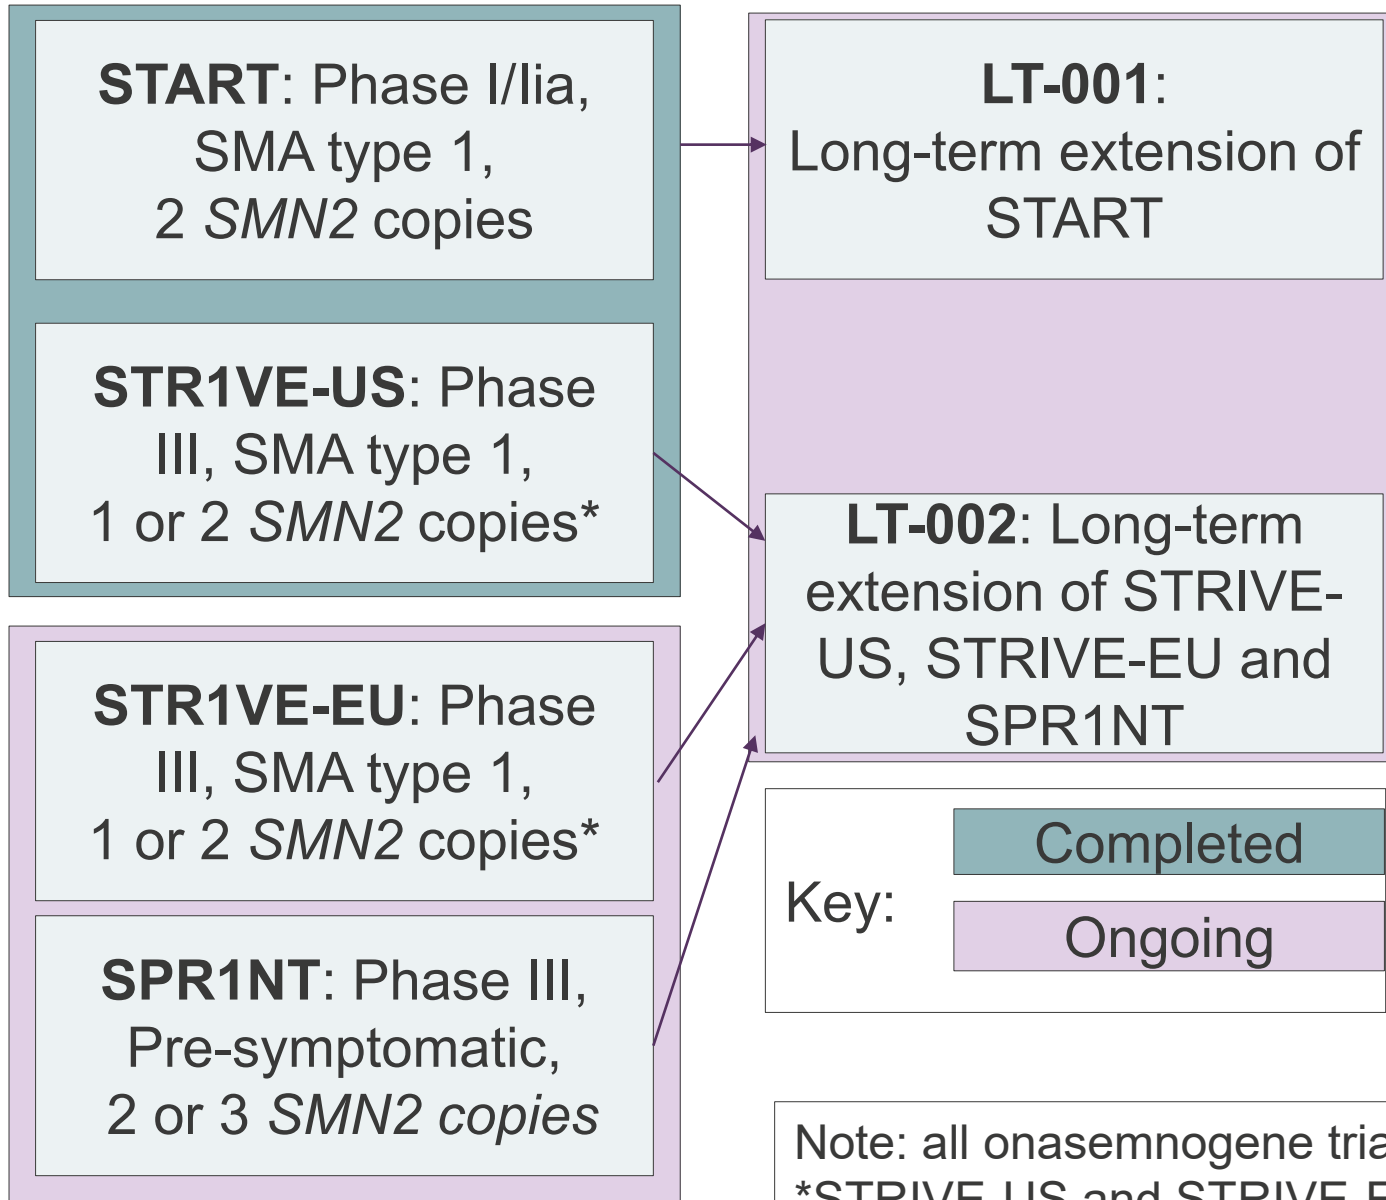 START: Phase I/Iia,
SMA type 1,
2 SMN2 copies
STR1VE-US: Phase
III, SMA type 1,
1 or 2 SMN2 copies*
STR1VE-EU: Phase
III, SMA type 1,
1 or 2 SMN2 copies*
SPR1NT: Phase III,
Pre-symptomatic,
2 or 3 SMN2 copies
LT-001:
Long-term extension of
START
LT-002: Long-term
extension of STRIVE-
US, STRIVE-EU and
SPR1NT
Key:
Completed
Ongoing
Note: all onasemnogene
*STRIVE-US and